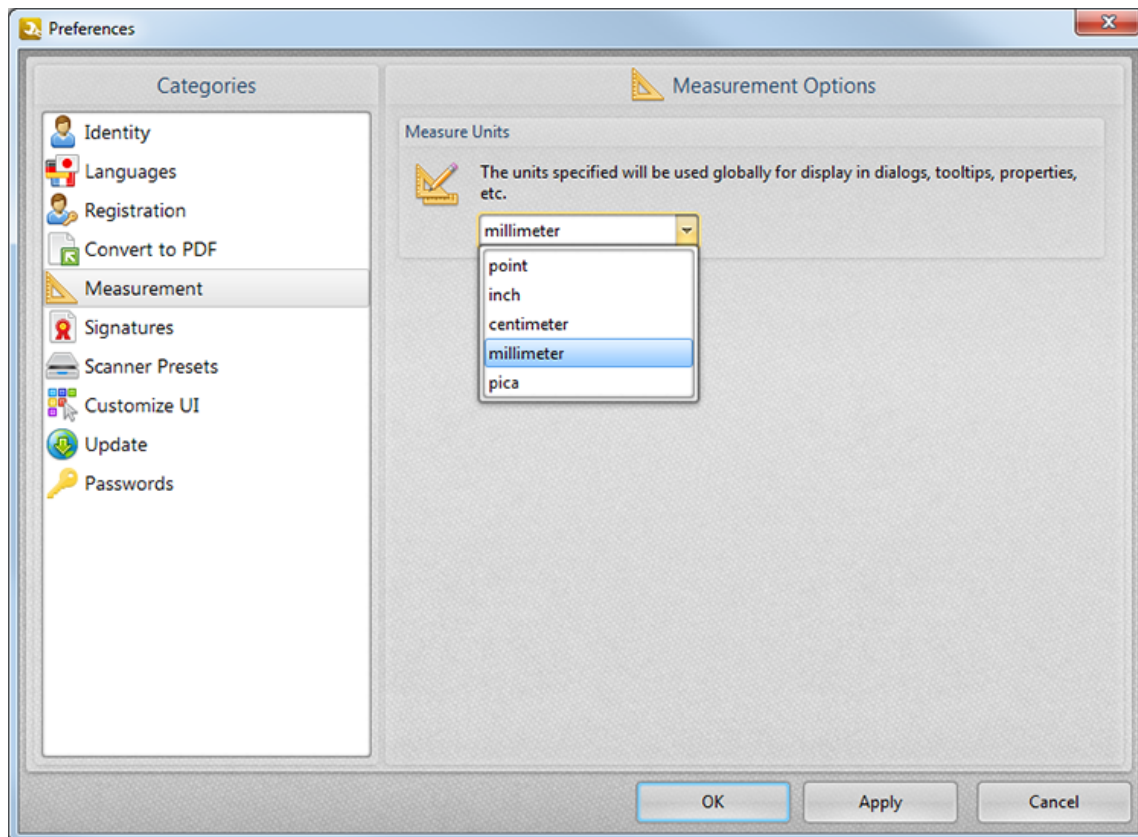 Preferences
Categories
Identity
Languages
Registration
Convert to PDF
Measurement
Signatures
Scanner Presets
Customize UI
Update
Passwords
Measurement Options
Measure Units
The units specified will be used globally for display in dialogs, tooltips, properties,
etc.
millimeter
point
inch
centimeter
millimeter
pica
OK
Apply
Cancel